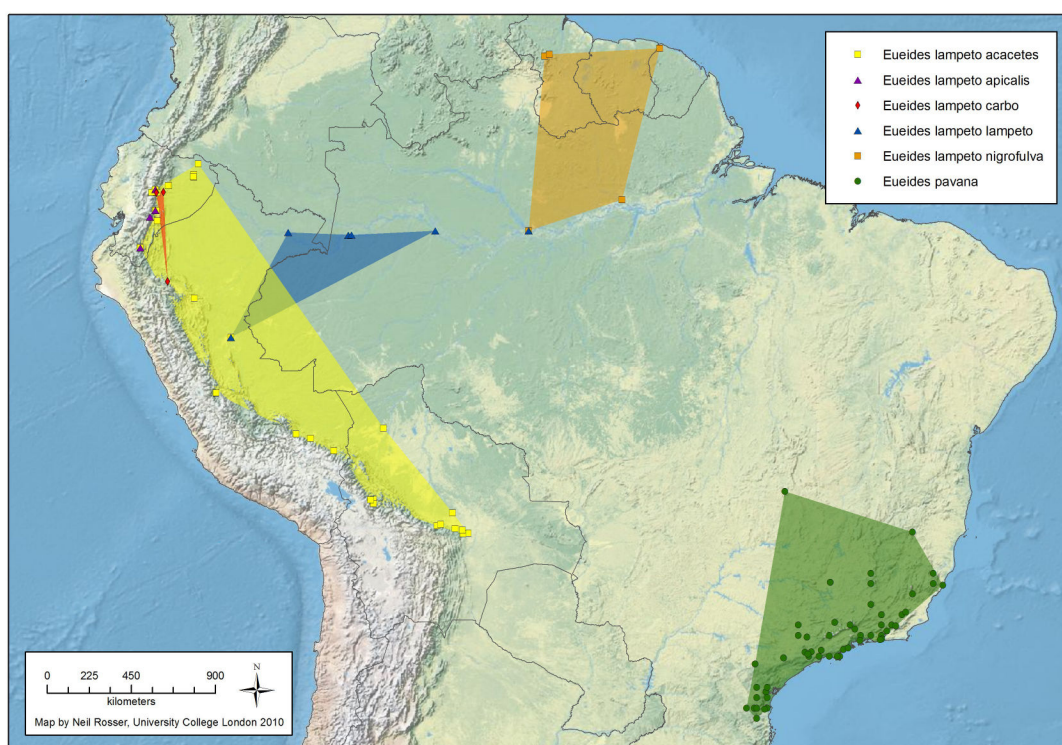 Eueides lampeto acacetes
Eueides lampeto apicalis
Eueides lampeto carbo
Eueides lampeto lampeto
Eueides lampeto nigrofulva
Eueides pavana
0 225 450 900
kilometers
N
Map by Neil Rosser, University College London 2010